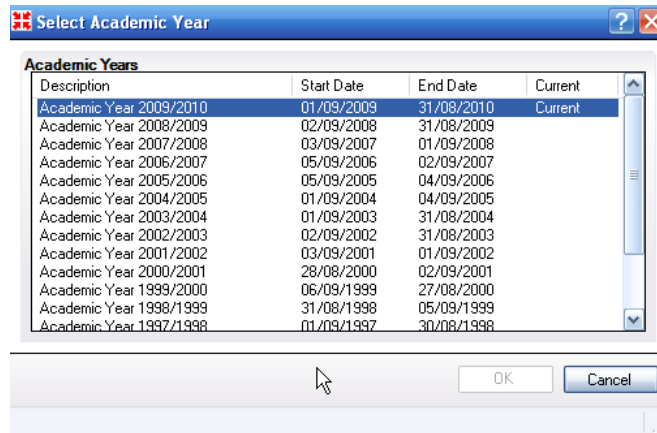 Select Academic Year
Academic Years
Description Start Date End Date Current
Academic Year 2009/2010 01/09/2009 31/08/2010 Current
Academic Year 2008/2009 02/09/2008 31/08/2009
Academic Year 2007/2008 03/09/2007 01/09/2008
Academic Year 2006/2007 05/09/2006 02/09/2007
Academic Year 2005/2006 05/09/2005 04/09/2006
Academic Year 2004/2005 01/09/2004 04/09/2005
Academic Year 2003/2004 01/09/2003 31/08/2004
Academic Year 2002/2003 02/09/2002 31/08/2003
Academic Year 2001/2002 03/09/2001 01/09/2002
Academic Year 2000/2001 28/08/2000 02/09/2001
Academic Year 1999/2000 06/09/1999 27/08/2000
Academic Year 1998/1999 31/08/1998 05/09/1999
Academic Year 1997/1998 01/09/1997 30/08/1998
OK Cancel